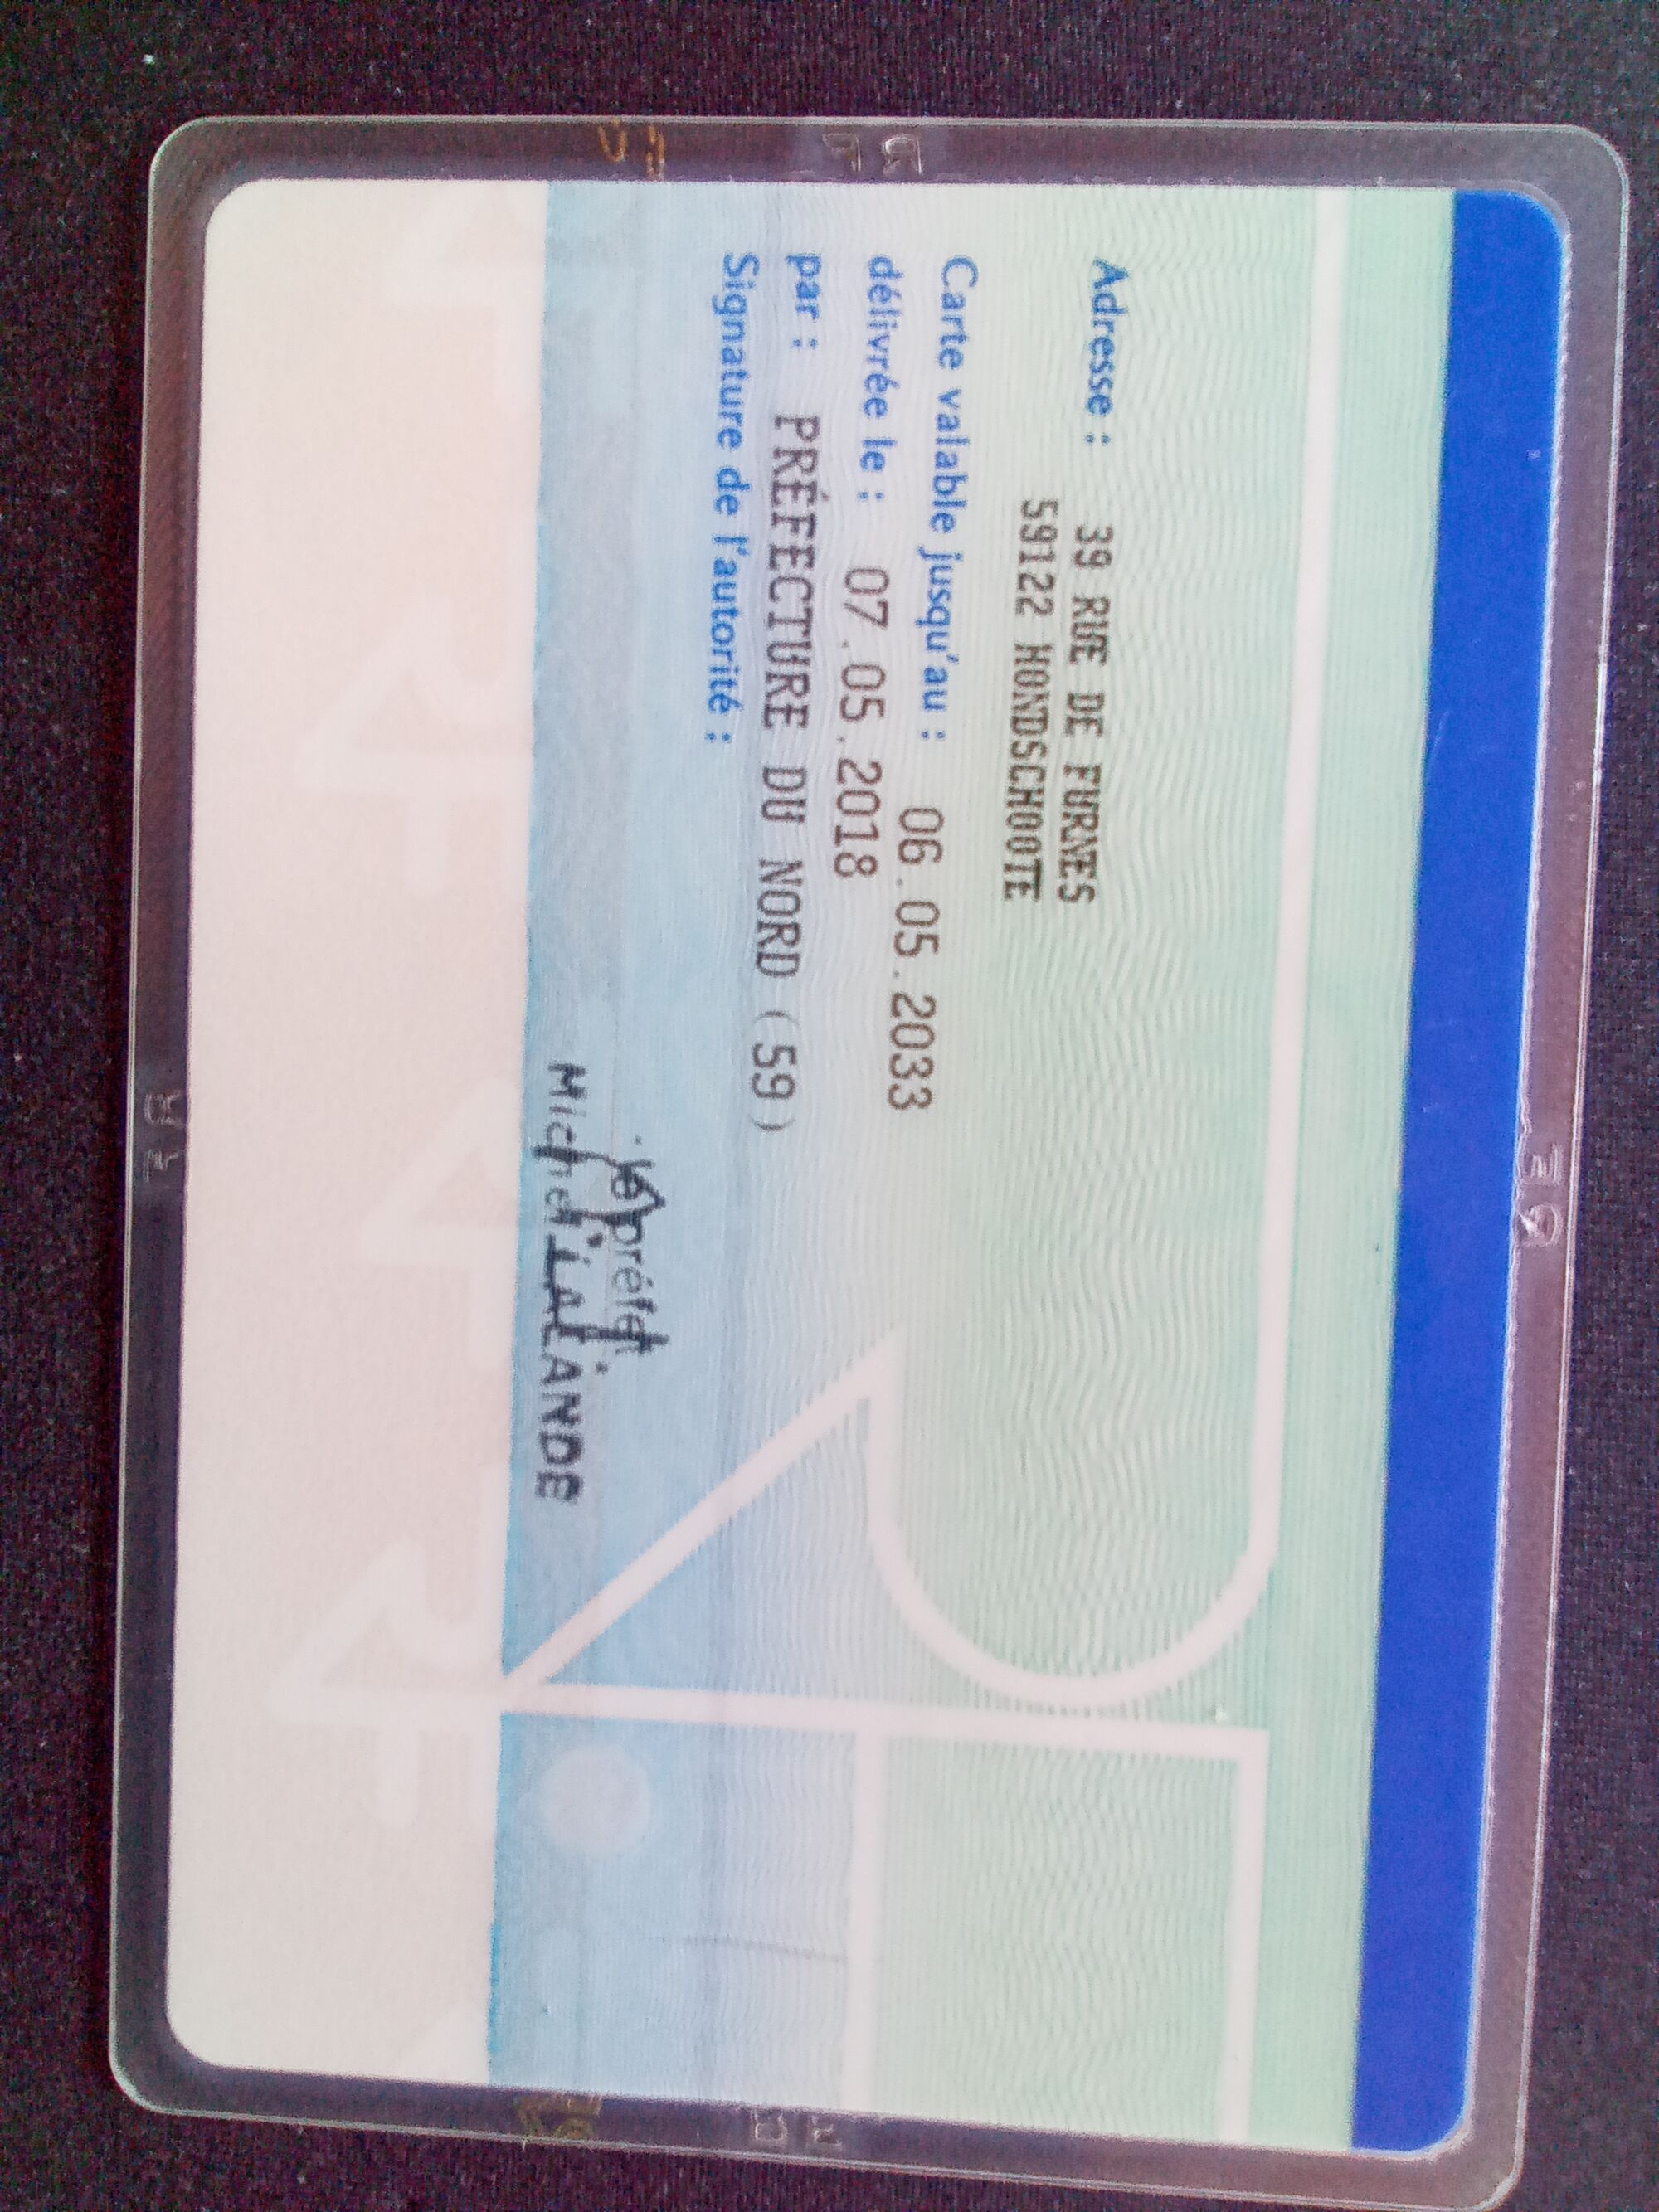 Adresse : 39 RUE DE FURNES
59122 HONDSCHOOTE
Carte valable jusqu'au : 06.05.2033
délivrée le : 07.05.2018
par : PRÉFECTURE DU NORD (59)
Signature de l'autorité :
préfet
Michel LALANDE
RF